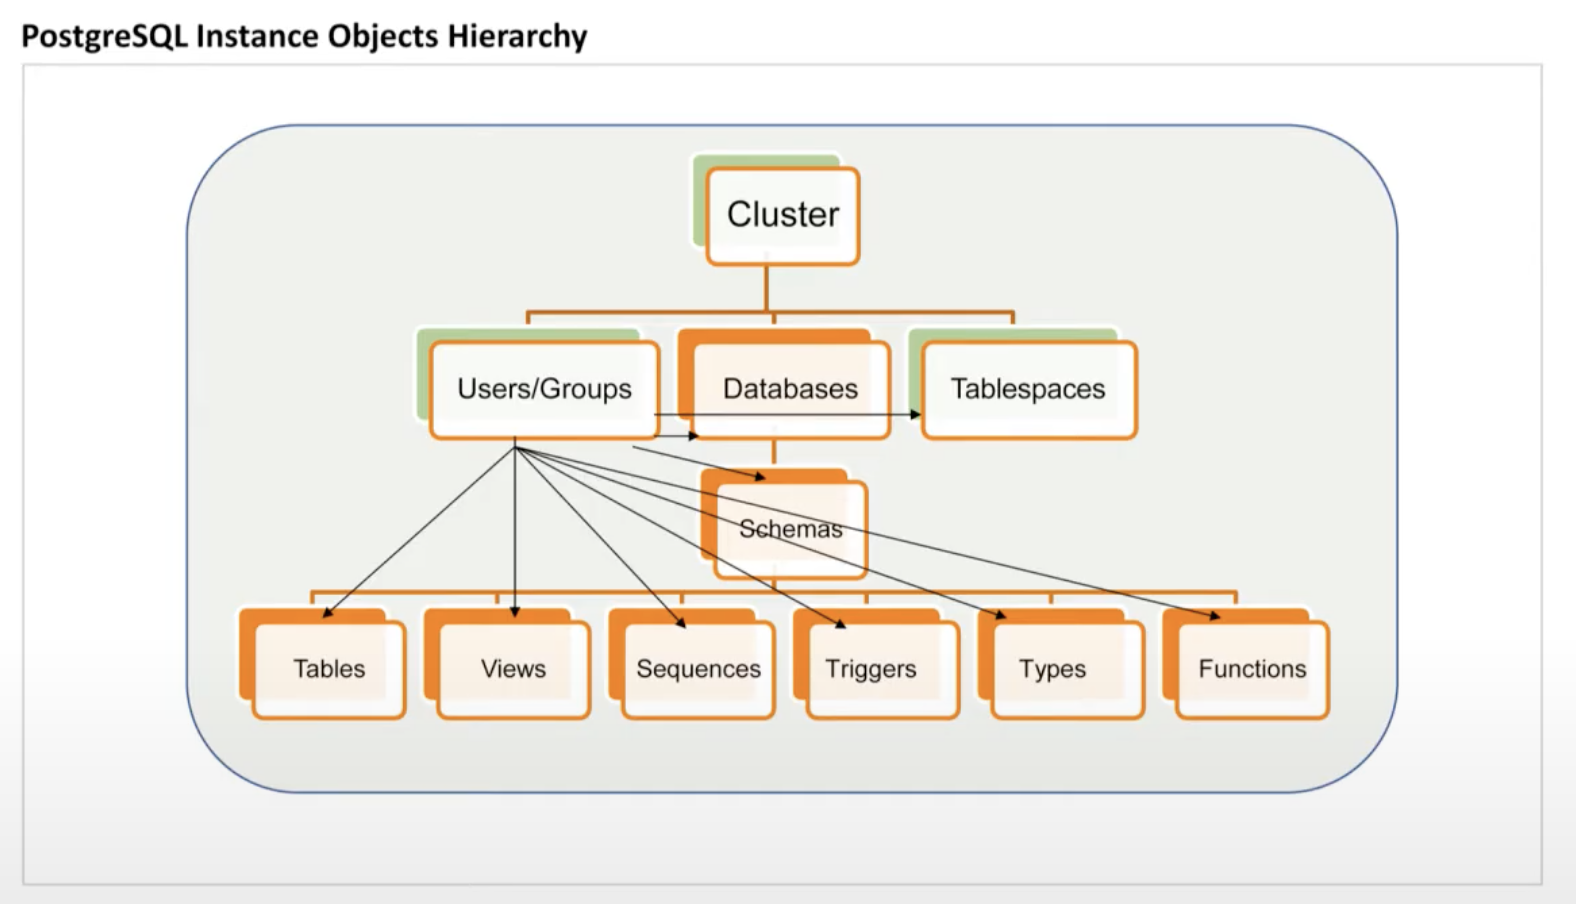 PostgreSQL Instance Objects Hierarchy
Cluster
Users/Groups
Databases
Tablespaces
Schemas
Tables
Views
Sequences
Triggers
Types
Functions